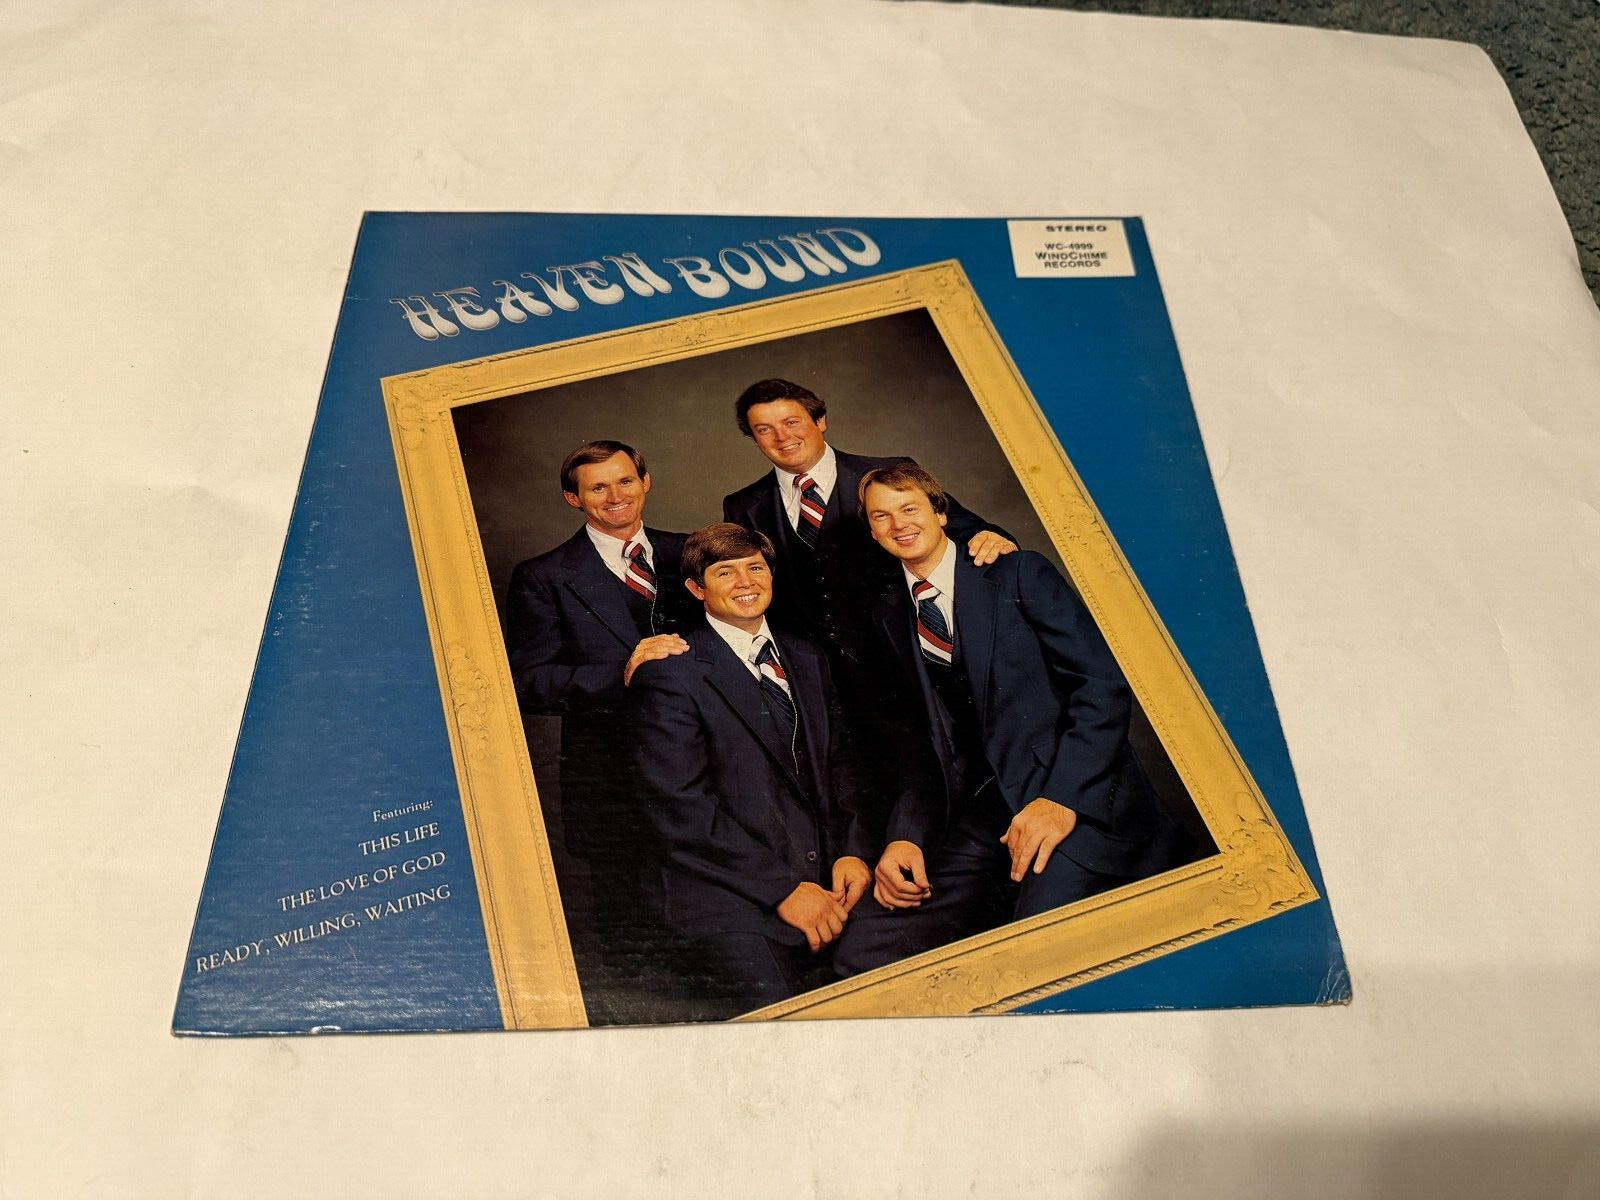 HEAVEN BOUND
STEREO
WC-4999
WINDCHIME
RECORDS
Featuring:
THIS LIFE
THE LOVE OF GOD
READY, WILLING, WAITING